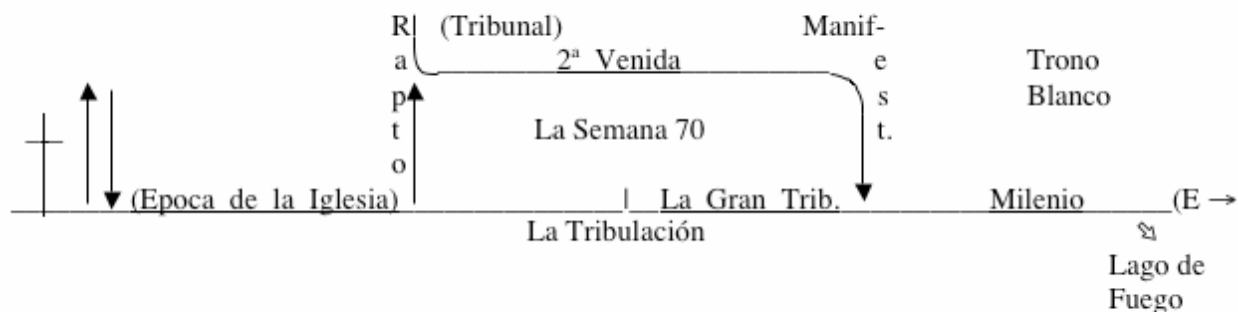 R (Tribunal) Manif-
a 2ª Venida e Trono
p s Blanco
t La Semana 70 t.
o
(Epoca de la Iglesia) La Gran Trib. Milenio (E →
La Tribulación
Lago de
Fuego